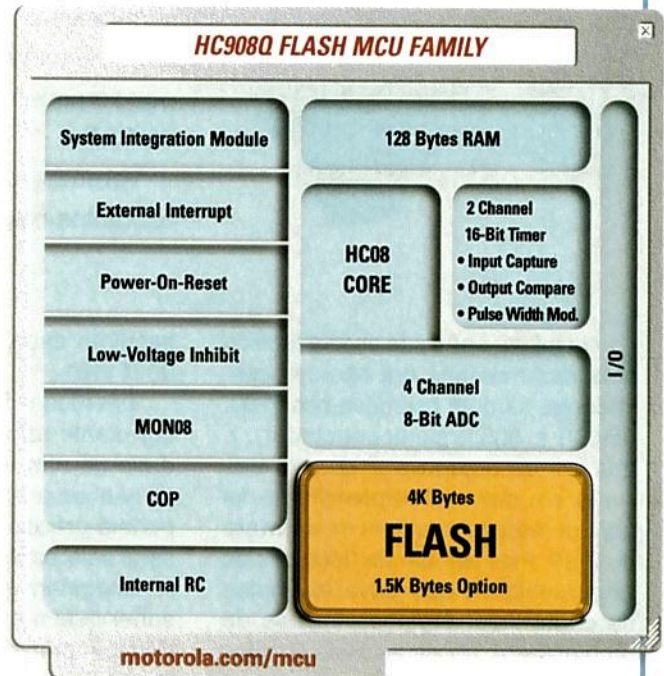 HC908Q FLASH MCU FAMILY
System Integration Module
External Interrupt
Power-On-Reset
Low-Voltage Inhibit
MON08
COP
Internal RC
128 Bytes RAM
HC08
CORE
2 Channel
16-Bit Timer
• Input Capture
• Output Compare
• Pulse Width Mod.
4 Channel
8-Bit ADC
4K Bytes
FLASH
1.5K Bytes Option
I/O
motorola.com/mcu